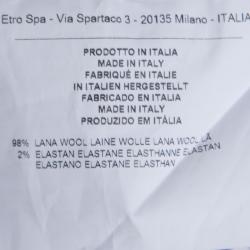 Etro Spa - Via Spartaco 3 - 20135 Milano - ITALIA
PRODOTTO IN ITALIA
MADE IN ITALY
FABRIQUÉ EN ITALIE
IN ITALIEN HERGESTELLT
FABRICADO EN ITALIA
MADE IN ITALY
PRODUZIDO EM ITÁLIA
98% LANA WOOL LAINE WOLLE LANA WOOL LÃ
2% ELASTAN ELASTANE ELASTHANNE ELASTAN
ELASTANO ELASTANE ELASTHAN